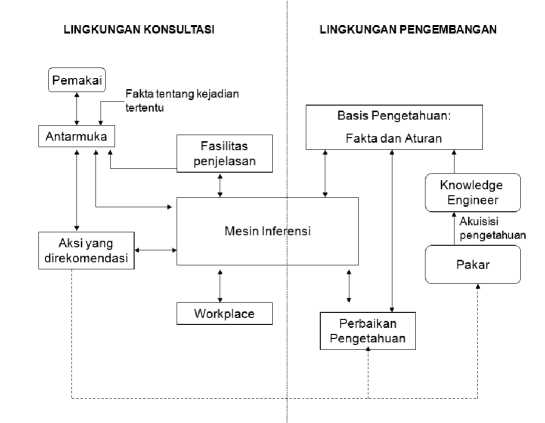 LINGKUNGAN KONSULTASI
LINGKUNGAN PENGEMBANGAN
Pemakai
Fakta tentang kejadian
tertentu
Antarmuka
Fasilitas
penjelasan
Basis Pengetahuan:
Fakta dan Aturan
Knowledge
Engineer
Akuisisi
pengetahuan
Pakar
Mesin Inferensi
Aksi yang
direkomendasi
Workplace
Perbaikan
Pengetahuan